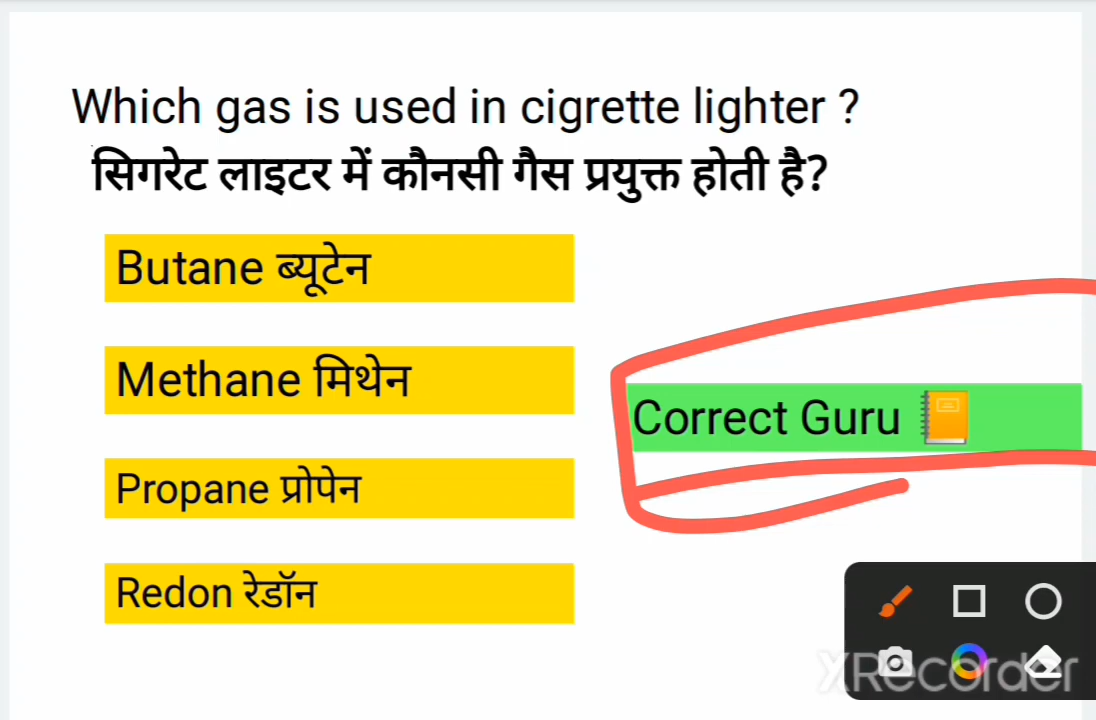 Which gas is used in cigrette lighter ?
सिगरेट लाइटर में कौनसी गैस प्रयुक्त होती है?
Butane ब्यूटेन
Methane मिथेन
Correct Guru
Propane प्रोपेन
Redon रेडॉन
XRecorder